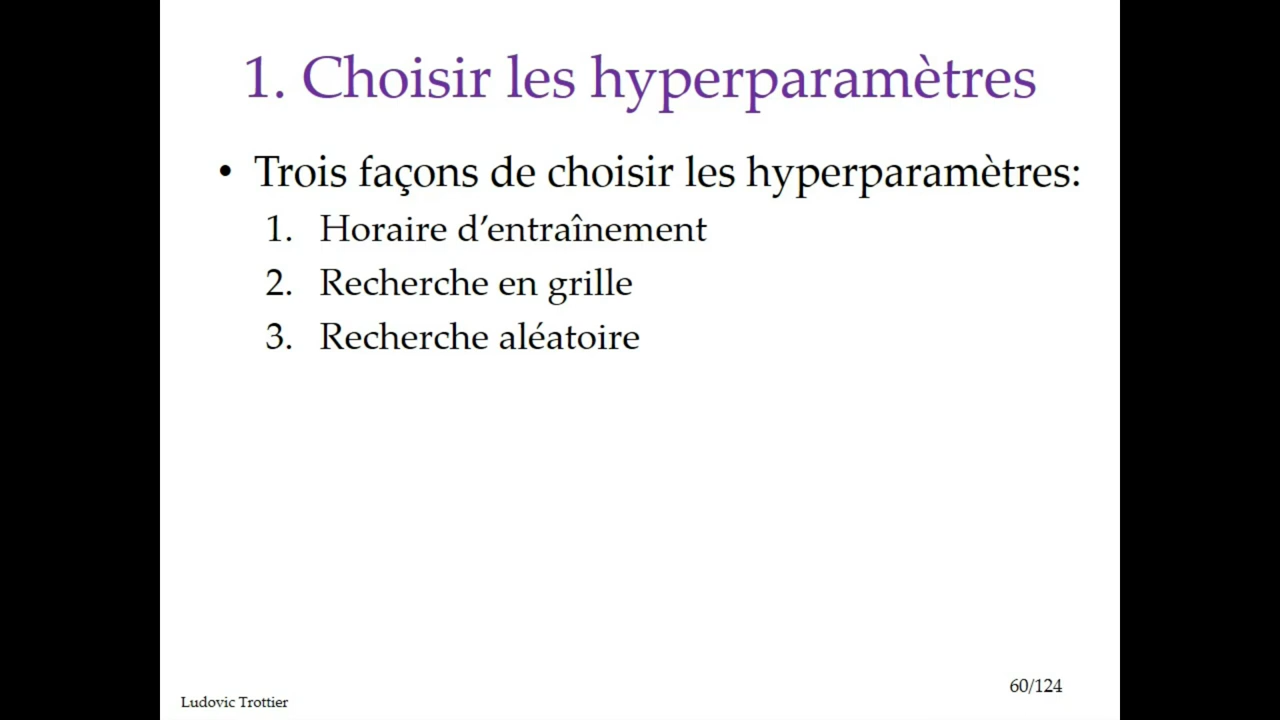 1. Choisir les hyperparamètres
• Trois façons de choisir les hyperparamètres:
1. Horaire d’entraînement
2. Recherche en grille
3. Recherche aléatoire
60/124
Ludovic Trottier